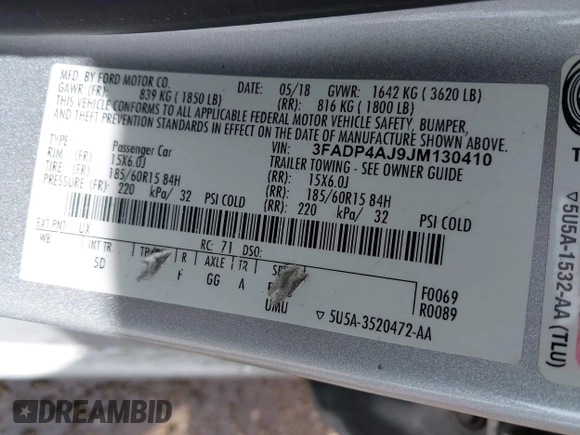 MFD. BY FORD MOTOR CO.
DATE: 05/18 GVWR: 1642 KG ( 3620 LB)
GAWR: (FR): 839 KG ( 1850 LB) (RR): 816 KG ( 1800 LB)
THIS VEHICLE CONFORMS TO ALL APPLICABLE FEDERAL MOTOR VEHICLE SAFETY, BUMPER,
AND THEFT PREVENTION STANDARDS IN EFFECT ON THE DATE OF MANUFACTURE SHOWN ABOVE.
VIN: 3FADP4AJ9JM130410
TYPE: Passenger Car TRAILER TOWING - SEE OWNER GUIDE
RIM: (FR) 15X6.0J (RR): 15X6.0J
TIRE: (FR): 185/60R15 84H (RR): 185/60R15 84H
PRESSURE: (FR) 220 kPa/ 32 PSI COLD (RR): 220 kPa/ 32 PSI COLD
EXT PNT: UX RC: 71 DSO:
WB INT TR R AXLE TR
5D F GG A
F0069
R0089
▽ 5U5A-3520472-AA
▽5U5A-1532-AA (TLU)
DREAMBID